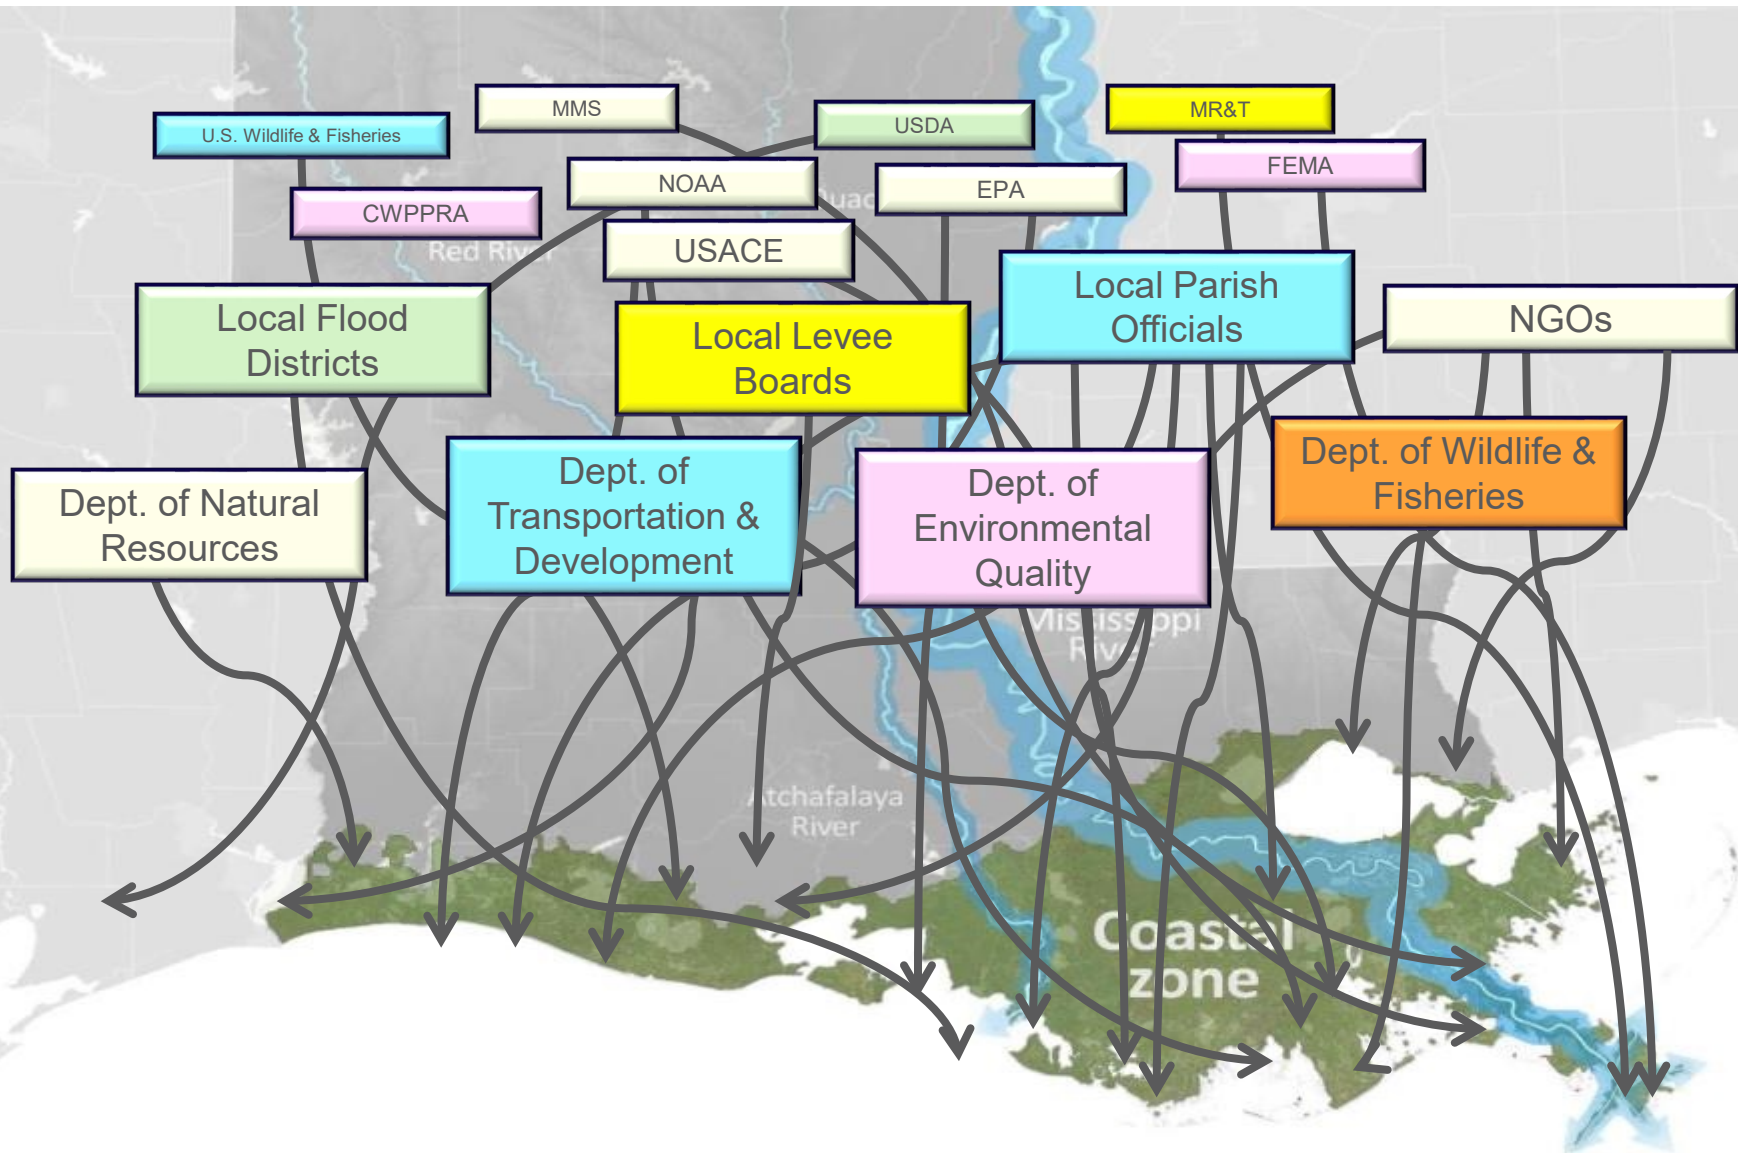 MMS
USDA
MR&T
U.S. Wildlife & Fisheries
NOAA
EPA
FEMA
CWPPRA
Red River
USACE
Local Flood
Districts
Local Levee
Boards
Local Parish
Officials
NGOs
Dept. of Natural
Resources
Dept. of
Transportation &
Development
Dept. of
Environmental
Quality
Dept. of Wildlife &
Fisheries
Mississippi
River
Atchafalaya
River
Coastal
zone